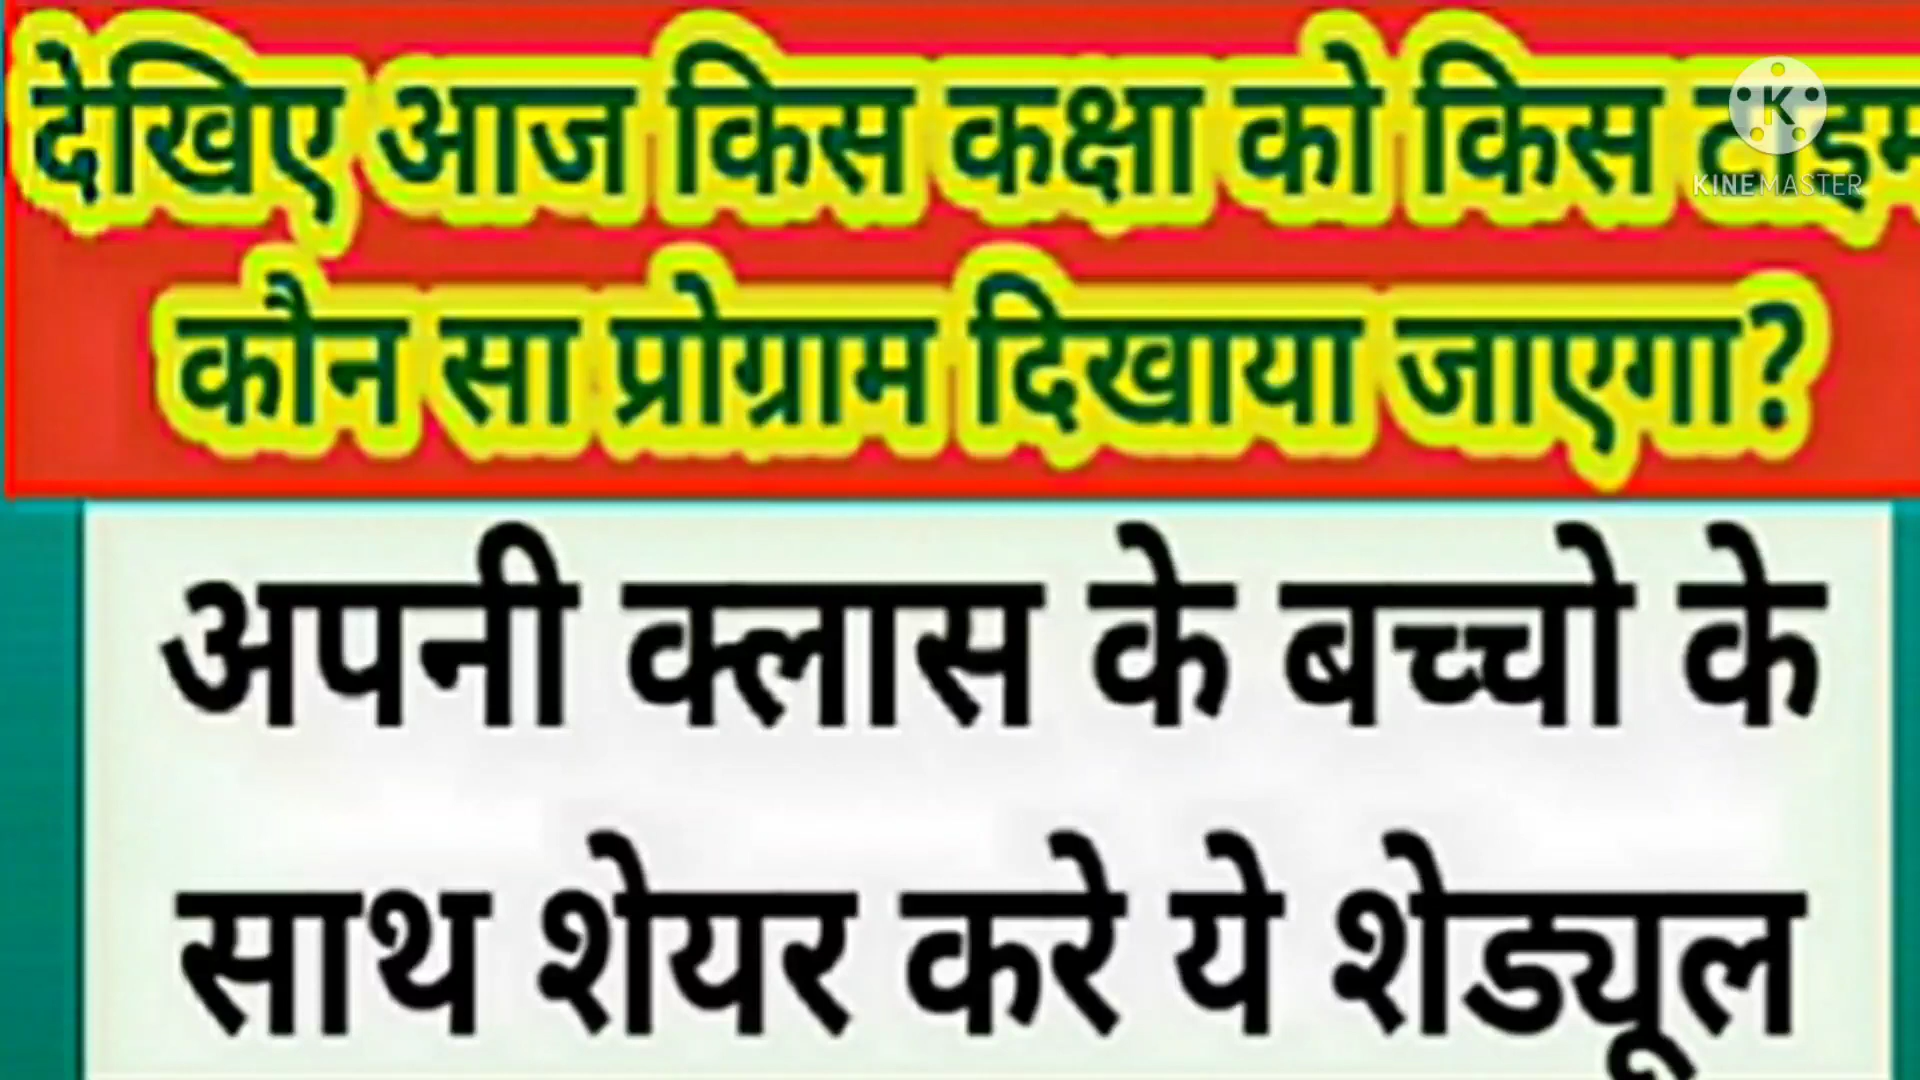 देखिए आज किस कक्षा को किस टाइम
KINEMASTER
कौन सा प्रोग्राम दिखाया जाएगा?
अपनी क्लास के बच्चो के
साथ शेयर करे ये शेड्यूल